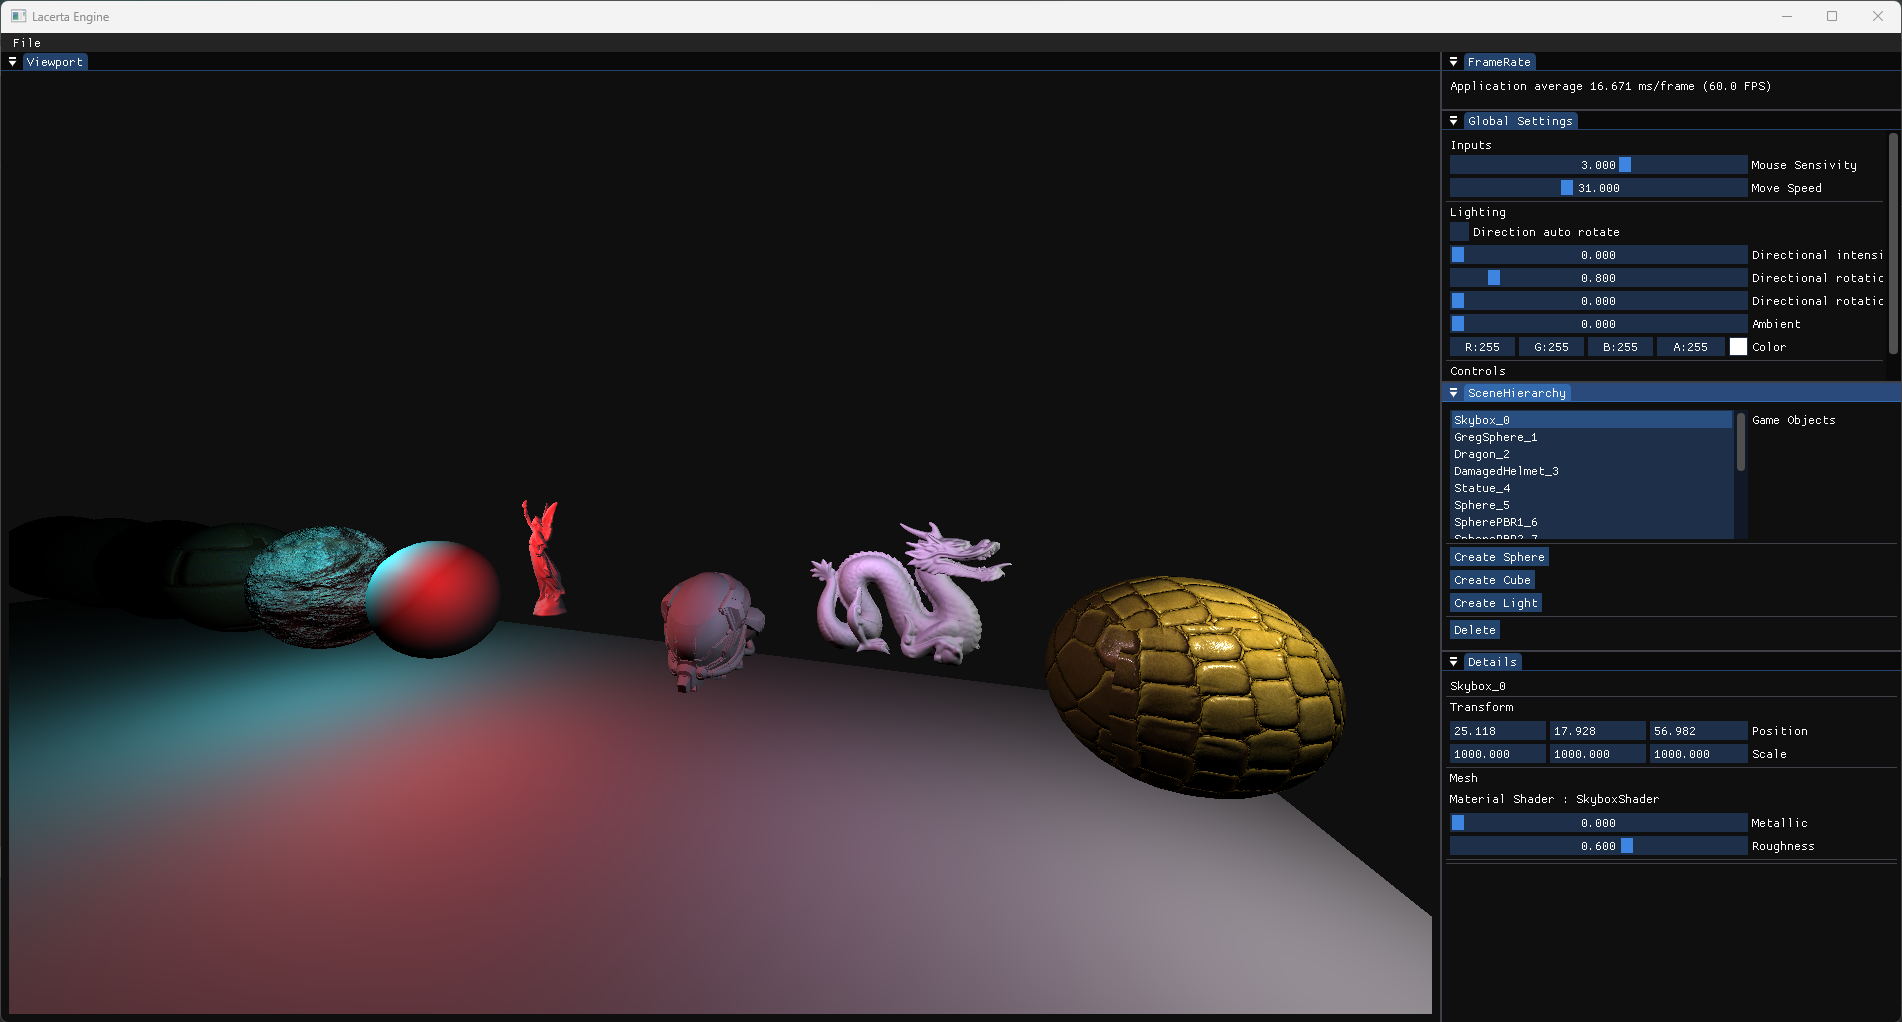 Lacerta Engine
File
Viewport
FrameRate
Application average 16.671 ms/frame (60.0 FPS)
Global Settings
Inputs
3.000 Mouse Sensivity
31.000 Move Speed
Lighting
Direction auto rotate
0.000 Directional intensi
0.800 Directional rotatic
0.000 Directional rotatic
0.000 Ambient
R:255 G:255 B:255 A:255 Color
Controls
SceneHierarchy
Skybox_0 Game Objects
GregSphere_1
Dragon_2
DamagedHelmet_3
Statue_4
Sphere_5
SpherePBR1_6
SpherePBR2_7
Create Sphere
Create Cube
Create Light
Delete
Details
Skybox_0
Transform
25.118 17.928 56.982 Position
1000.000 1000.000 1000.000 Scale
Mesh
Material Shader : SkyboxShader
0.000 Metallic
0.600 Roughness